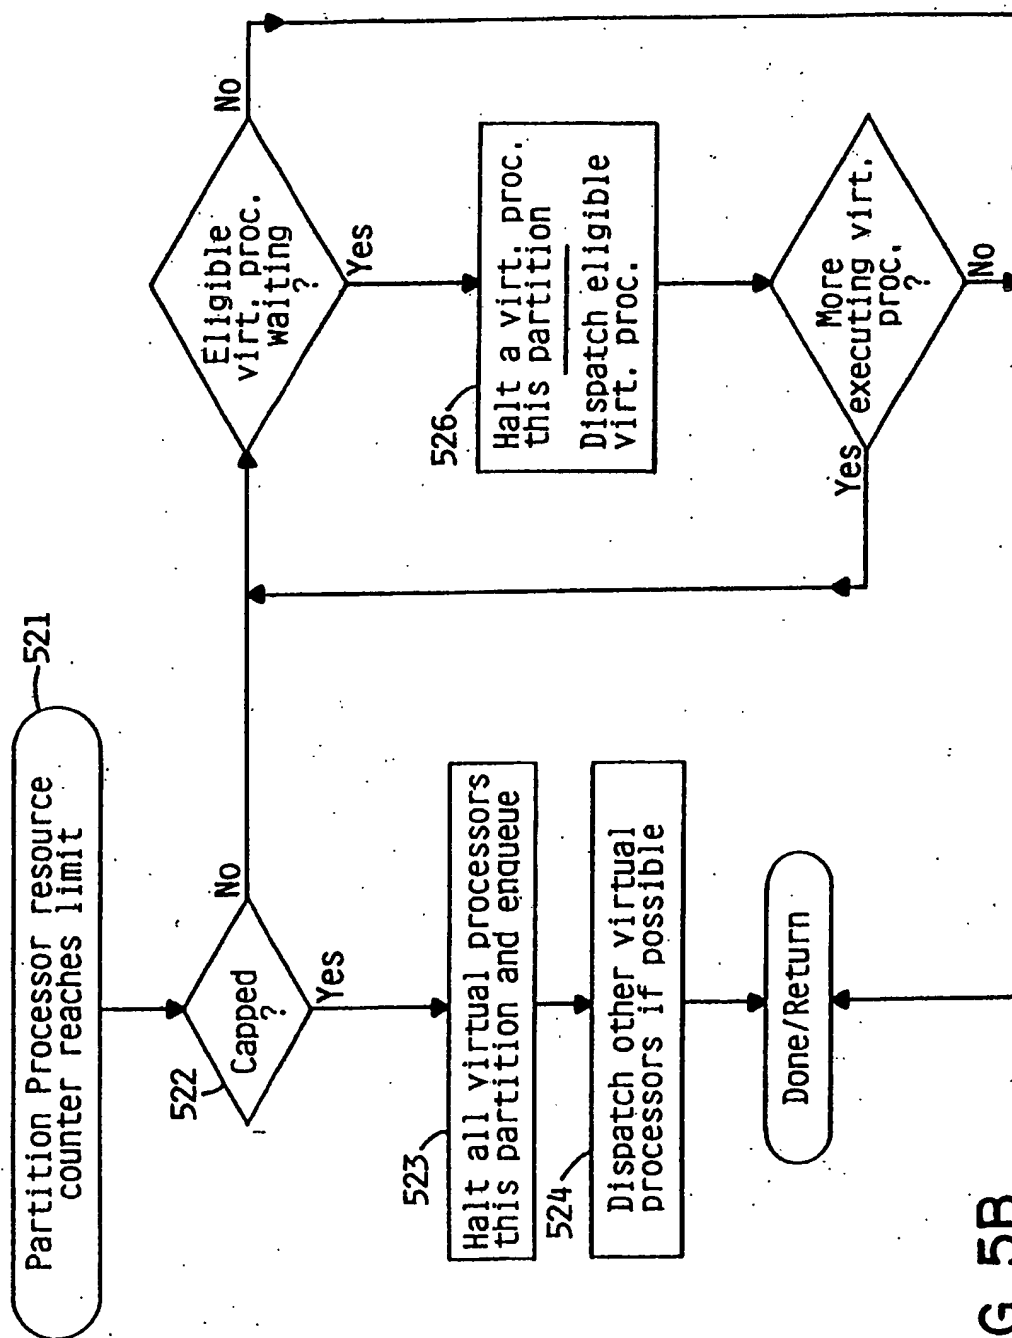 Partition Processor resource
counter reaches limit
521
522
Capped
?
No
Yes
523
Halt all virtual processors
this partition and enqueue
524
Dispatch other virtual
processors if possible
Done/Return
Eligible
virt. proc.
waiting
?
No
Yes
526
Halt a virt. proc.
this partition
Dispatch eligible
virt. proc.
More
executing virt.
proc.
?
Yes
No
G 5B